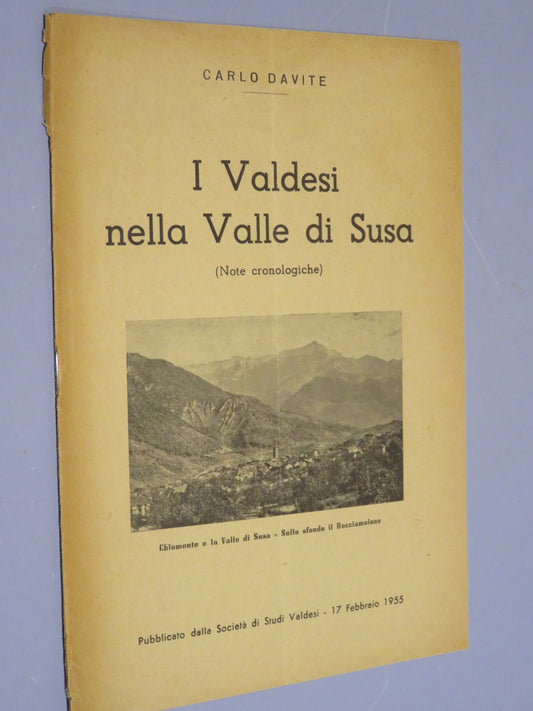 CARLO DAVITE
I Valdesi
nella Valle di Susa
(Note cronologiche)
Chiomonte e la Valle di Susa - Sullo sfondo il Rocciamelone
Pubblicato dalla Società di Studi Valdesi - 17 Febbraio 1955